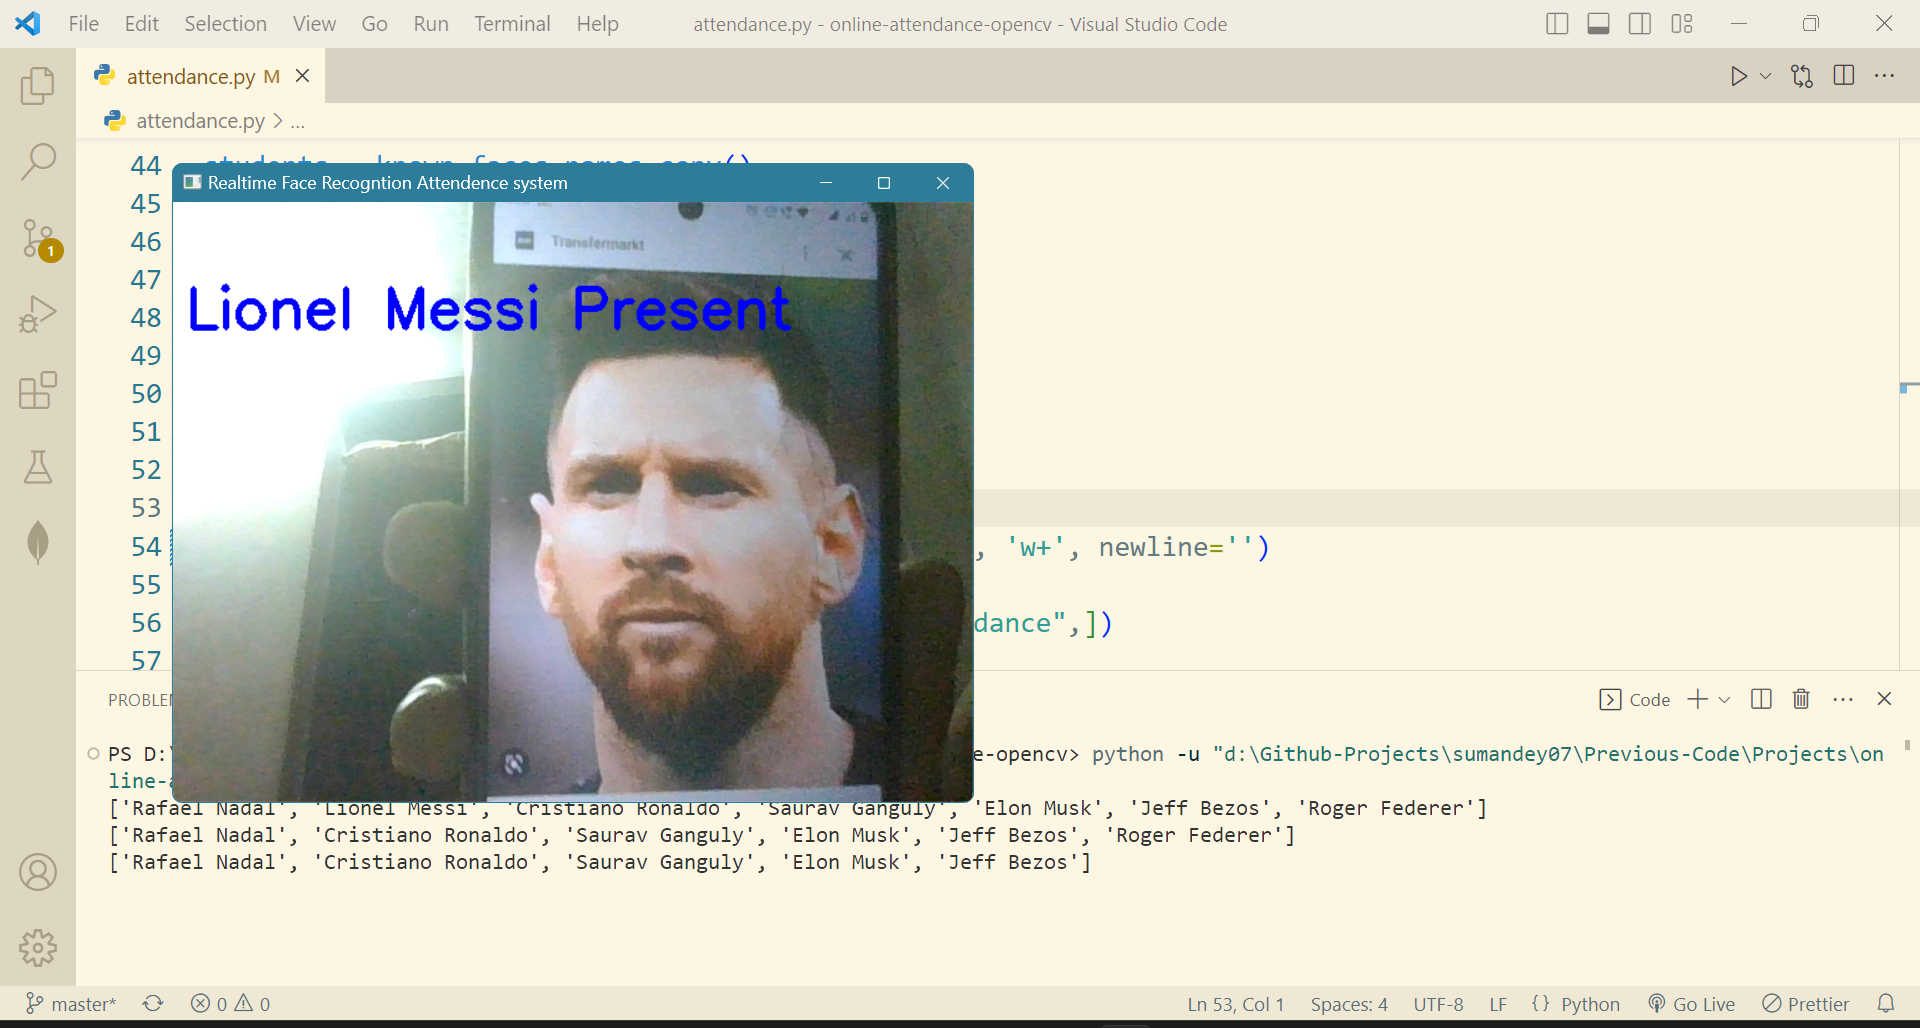 File Edit Selection View Go Run Terminal Help attendance.py - online-attendance-opencv - Visual Studio Code
attendance.py M
attendance.py > ...
1
44 students = known_faces_names.copy()
Realtime Face Recogntion Attendence system
45
46
Transfermarkt
47
48
Lionel Messi Present
49
50
51
52
53
54 , 'w+', newline='')
55
56 dance",])
57
PROBLE
Code
PS D:\ e-opencv> python -u "d:\Github-Projects\sumandey07\Previous-Code\Projects\on
line-a
['Rafael Nadal', 'Lionel Messi', 'Cristiano Ronaldo', 'Saurav Ganguly', 'Elon Musk', 'Jeff Bezos', 'Roger Federer']
['Rafael Nadal', 'Cristiano Ronaldo', 'Saurav Ganguly', 'Elon Musk', 'Jeff Bezos', 'Roger Federer']
['Rafael Nadal', 'Cristiano Ronaldo', 'Saurav Ganguly', 'Elon Musk', 'Jeff Bezos']
master* 0 0 Ln 53, Col 1 Spaces: 4 UTF-8 LF {} Python Go Live Prettier